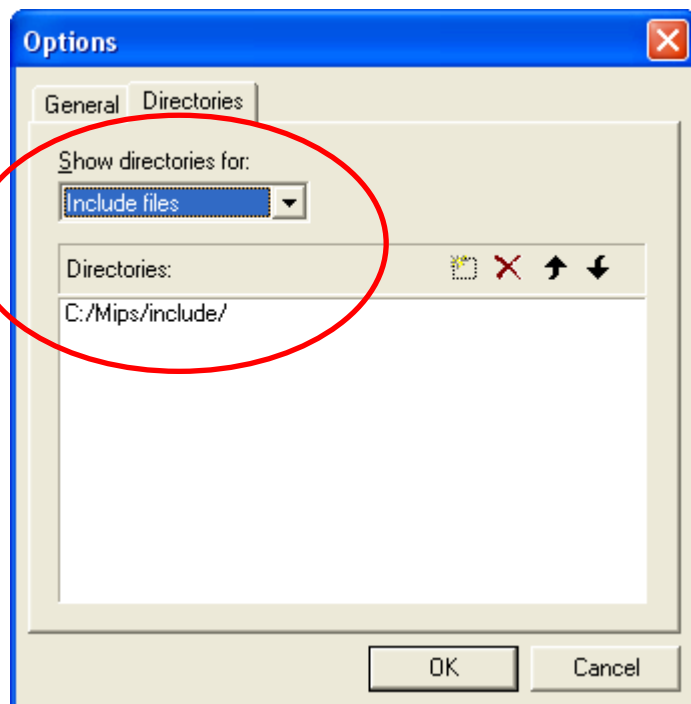 Options
General Directories
Show directories for:
Include files
Directories:
C:/Mips/include/
OK Cancel